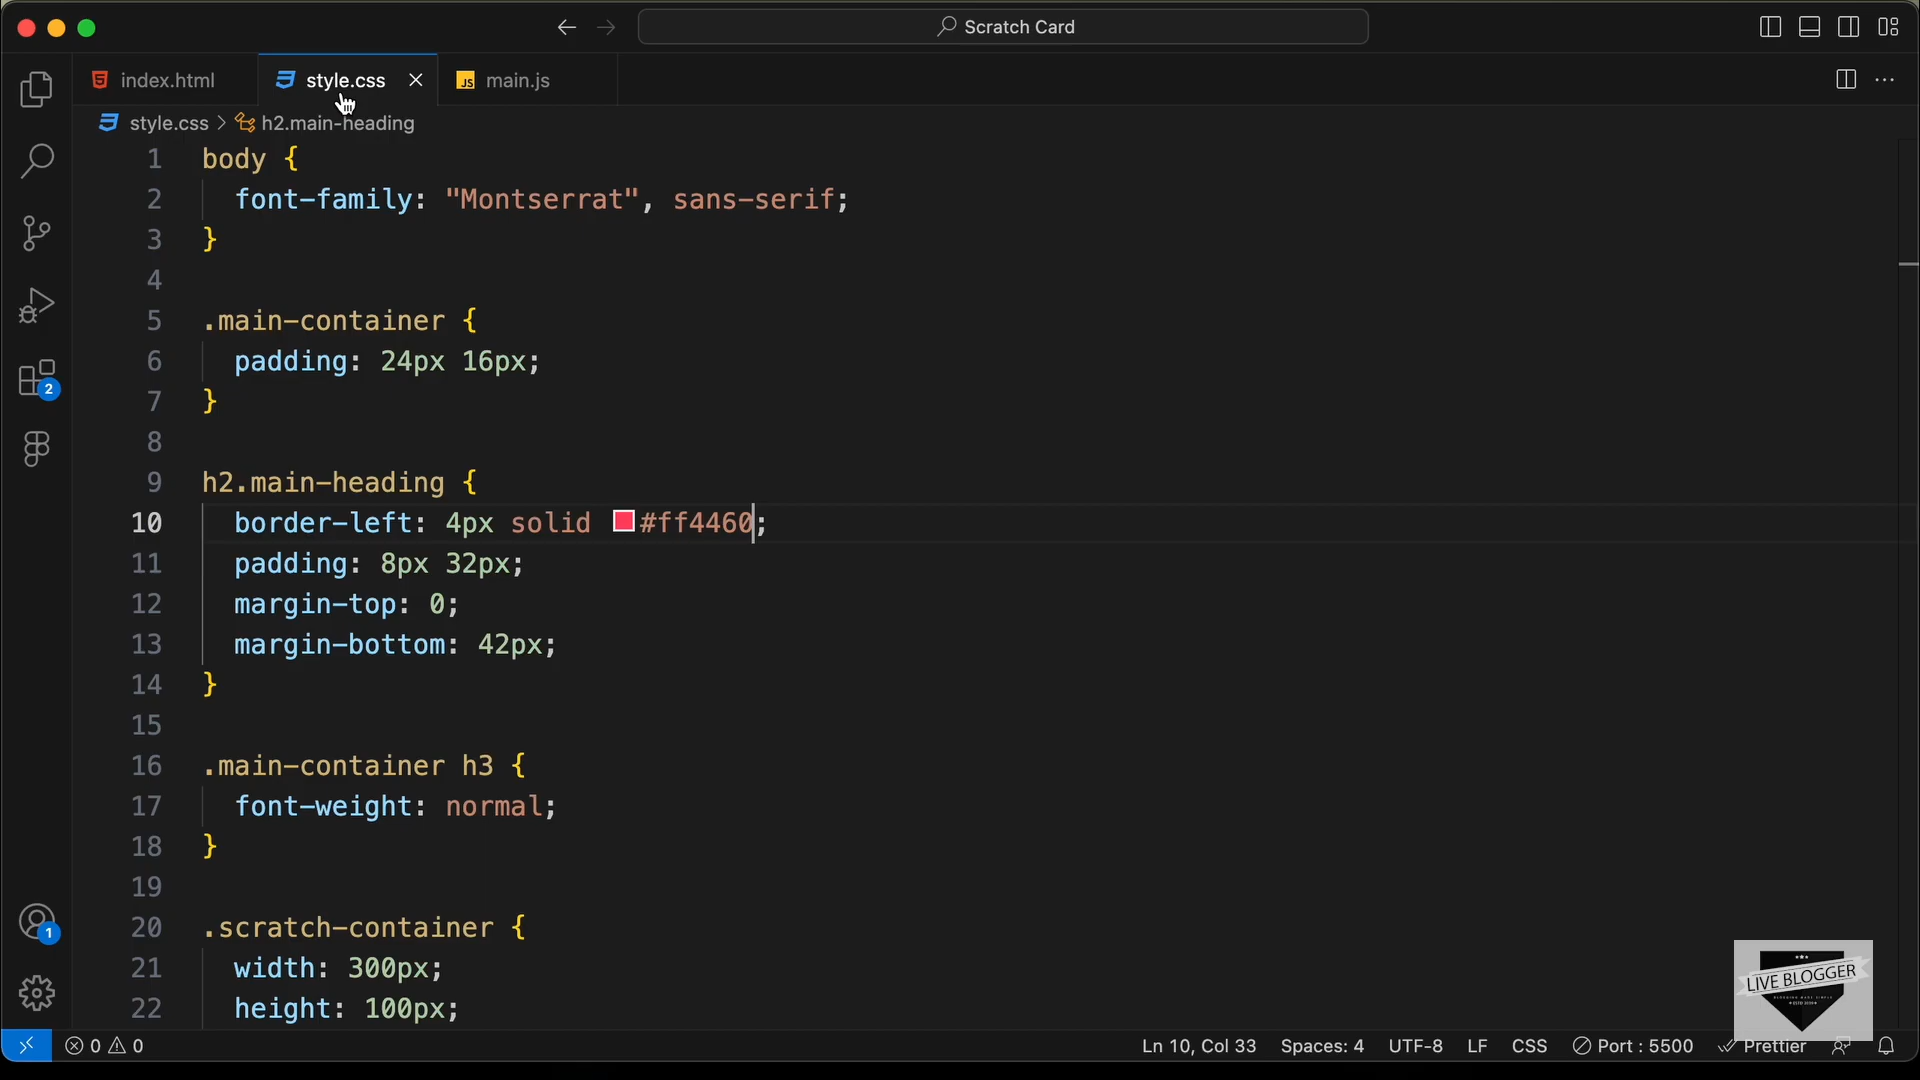 Scratch Card
index.html
style.css
JS main.js
style.css > h2.main-heading
1 body {
2 font-family: "Montserrat", sans-serif;
3 }
4
5 .main-container {
6 padding: 24px 16px;
7 }
8
9 h2.main-heading {
10 border-left: 4px solid #ff4460;
11 padding: 8px 32px;
12 margin-top: 0;
13 margin-bottom: 42px;
14 }
15
16 .main-container h3 {
17 font-weight: normal;
18 }
19
20 .scratch-container {
21 width: 300px;
22 height: 100px;
2
1
LIVE BLOGGER
0 0
Ln 10, Col 33
Spaces: 4
UTF-8
LF
CSS
Port : 5500
Prettier